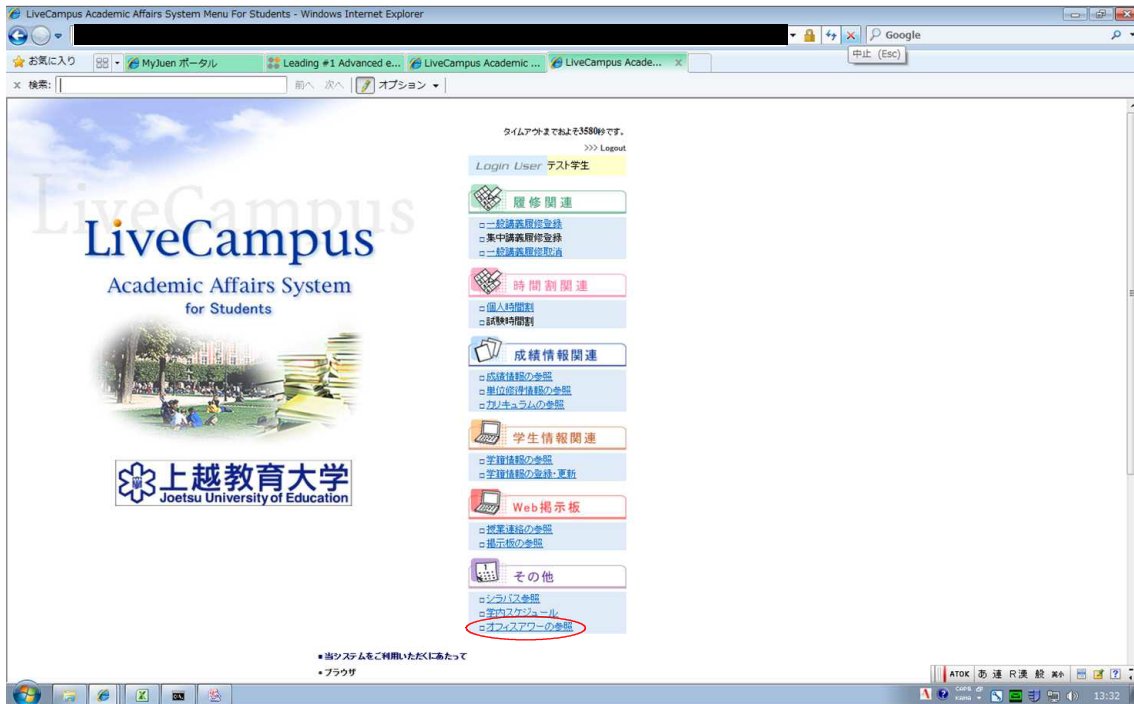 LiveCampus Academic Affairs System Menu For Students - Windows Internet Explorer
Google
中止 (Esc)
お気に入り
MyJuen ポータル
Leading #1 Advanced e...
LiveCampus Academic ...
LiveCampus Acade...
x 検索:
前へ 次へ
オプション
タイムアウトまでおよそ3580秒です。
>>> Logout
Login User テスト学生
履修関連
一般講義履修登録
集中講義履修登録
一般講義履修取消
時間割関連
個人時間割
試験時間割
成績情報関連
成績情報の参照
単位修得情報の参照
カリキュラムの参照
学生情報関連
学籍情報の参照
学籍情報の登録・更新
Web掲示板
授業連絡の参照
掲示板の参照
その他
シラバス参照
学内スケジュール
オフィスアワーの参照
LiveCampus
LiveCampus
Academic Affairs System
for Students
上越教育大学
Joetsu University of Education
■当システムをご利用いただくにあたって
• ブラウザ
ATOK あ 連 R漢 般
CAPS
KANA
13:32